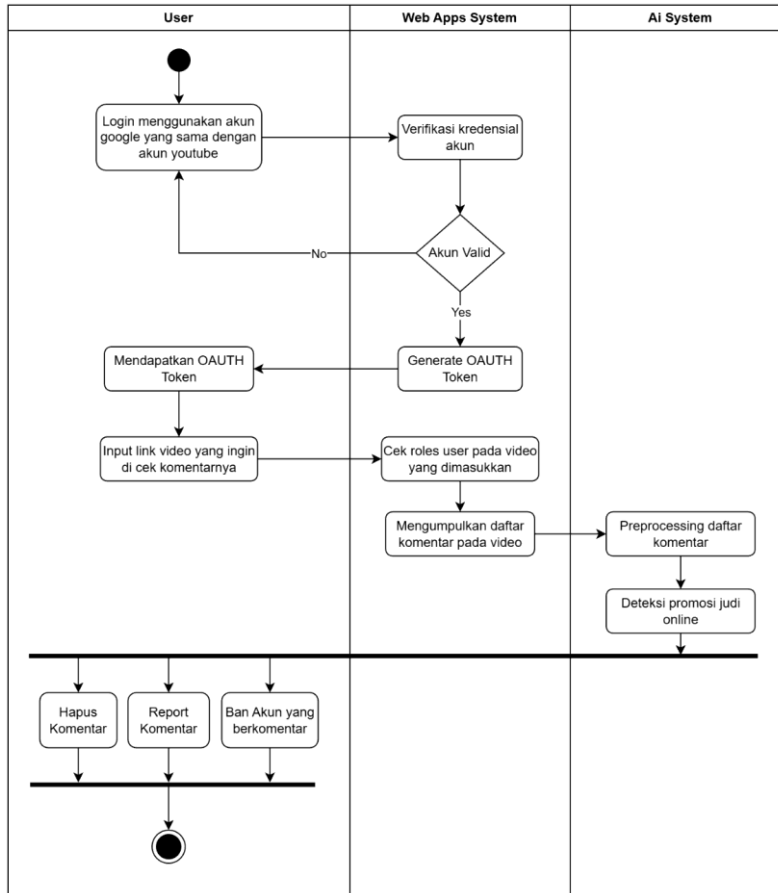 User
Web Apps System
Ai System
Login menggunakan akun
google yang sama dengan
akun youtube
Verifikasi kredensial
akun
Akun Valid
No
Yes
Mendapatkan OAUTH
Token
Generate OAUTH
Token
Input link video yang ingin
di cek komentarnya
Cek roles user pada video
yang dimasukkan
Mengumpulkan daftar
komentar pada video
Preprocessing daftar
komentar
Deteksi promosi judi
online
Hapus
Komentar
Report
Komentar
Ban Akun yang
berkomentar